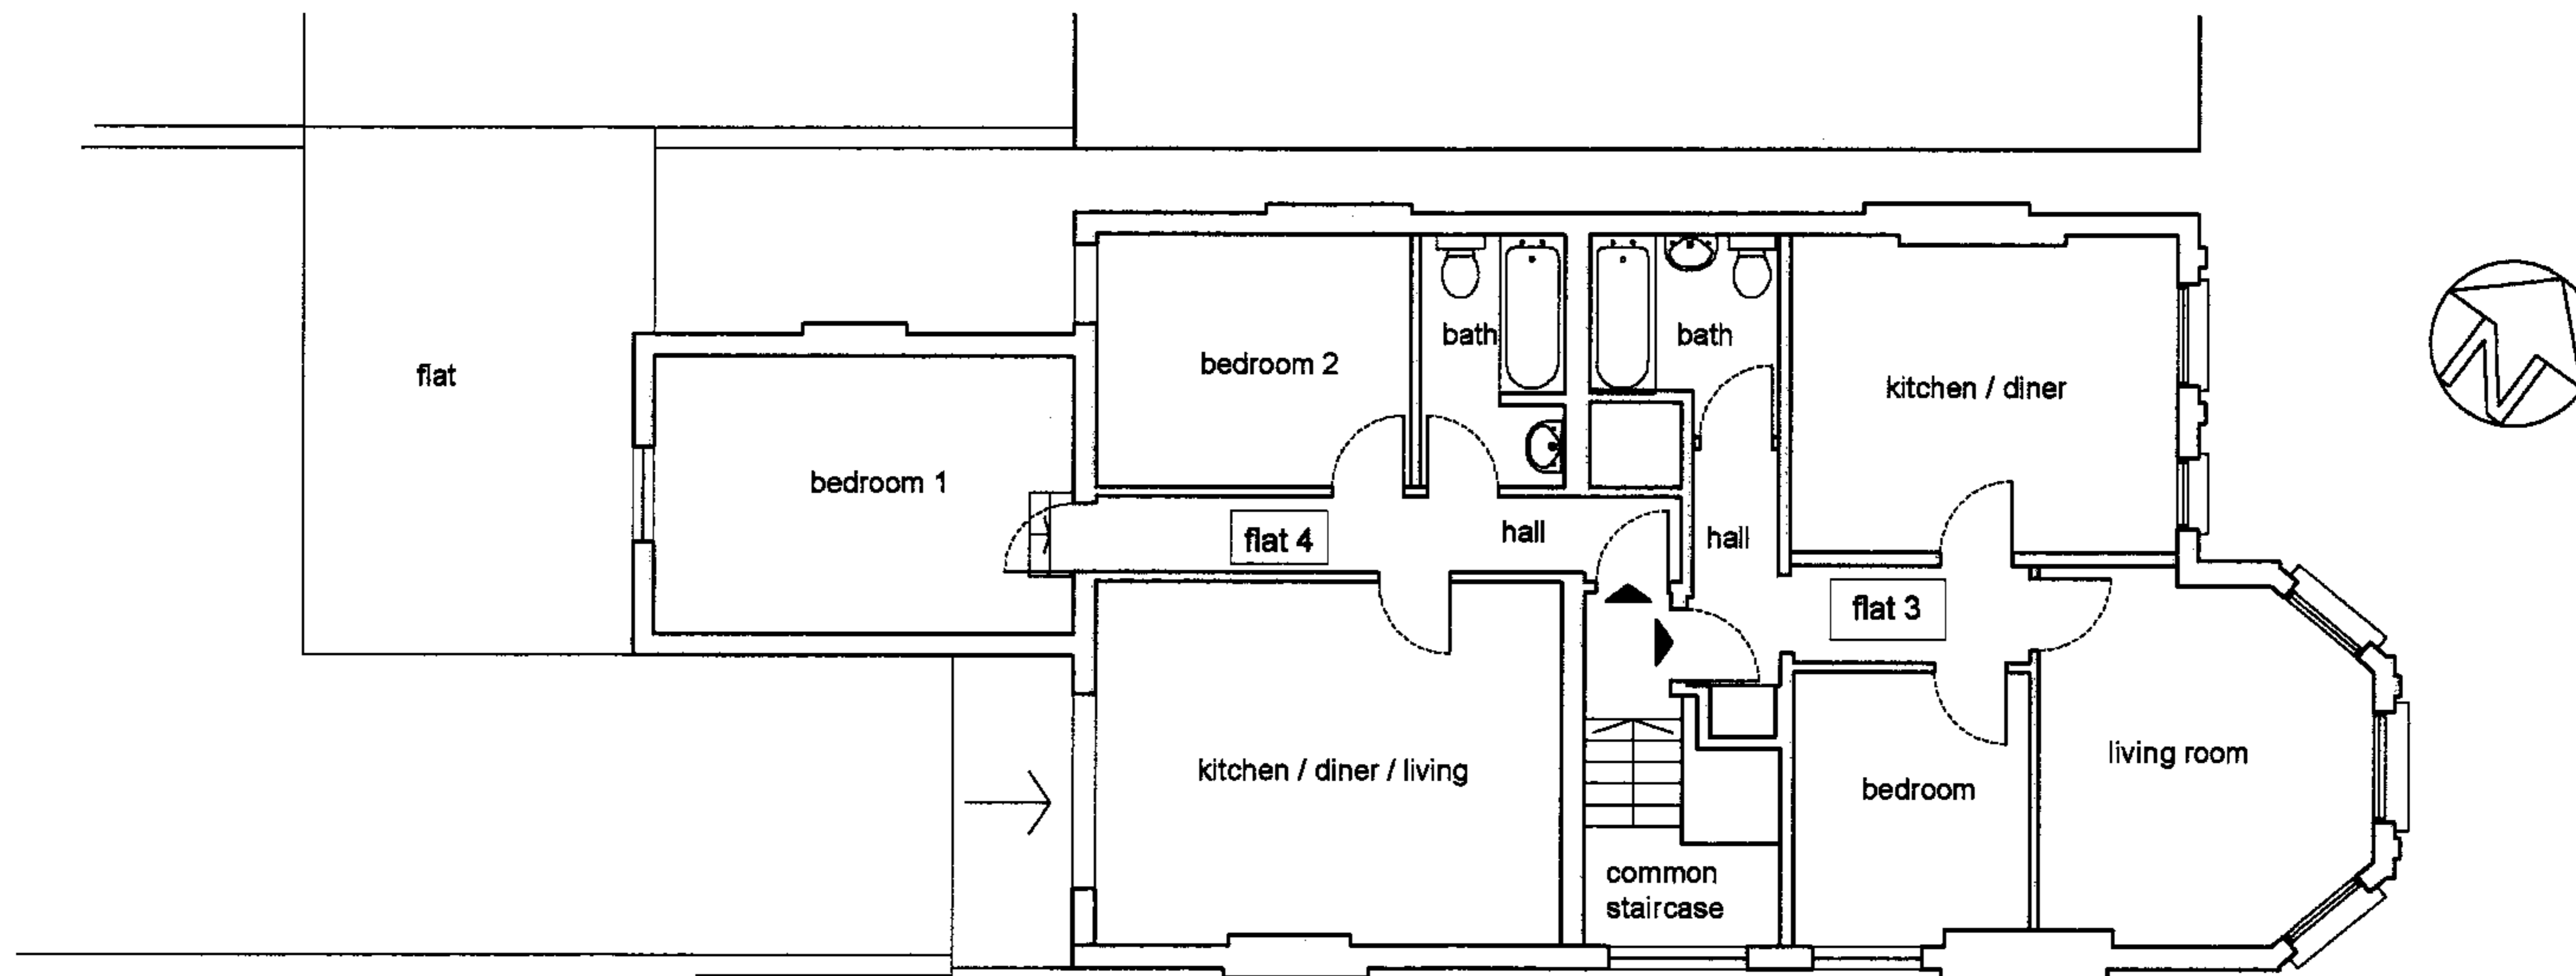 flat
bedroom 1
bedroom 2
bath
bath
kitchen / diner
flat 4
hall
hall
flat 3
kitchen / diner / living
bedroom
living room
common
staircase
N